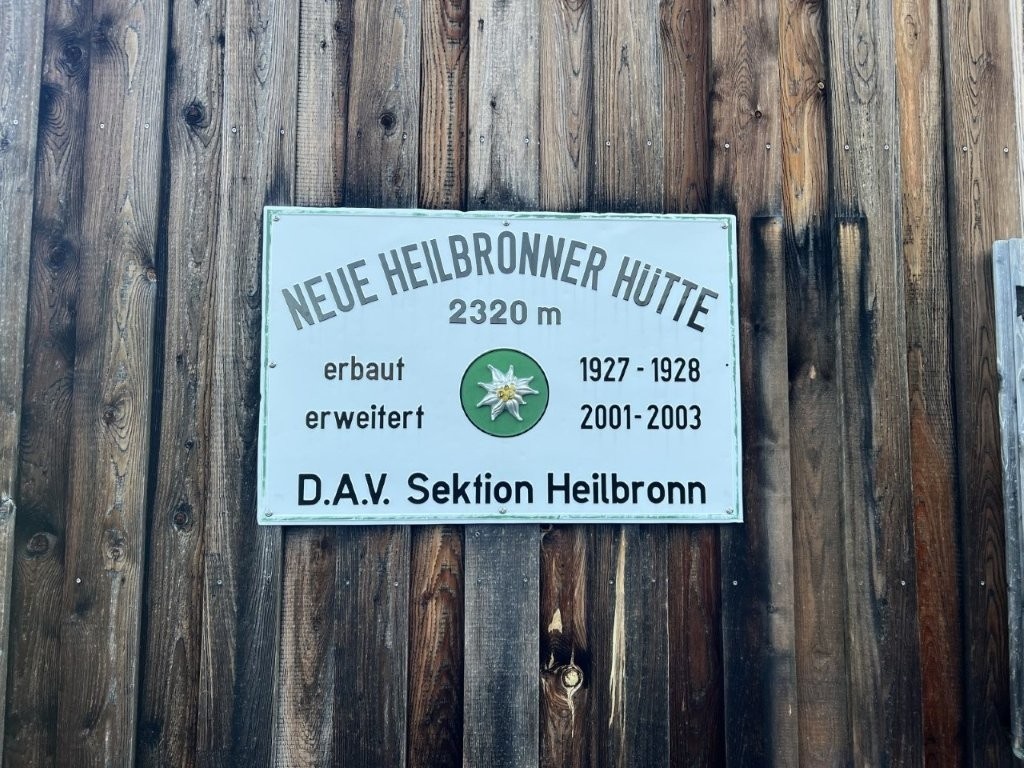 NEUE HEILBRONNER HÜTTE
2320 m
erbaut 1927 - 1928
erweitert 2001 - 2003
D.A.V. Sektion Heilbronn